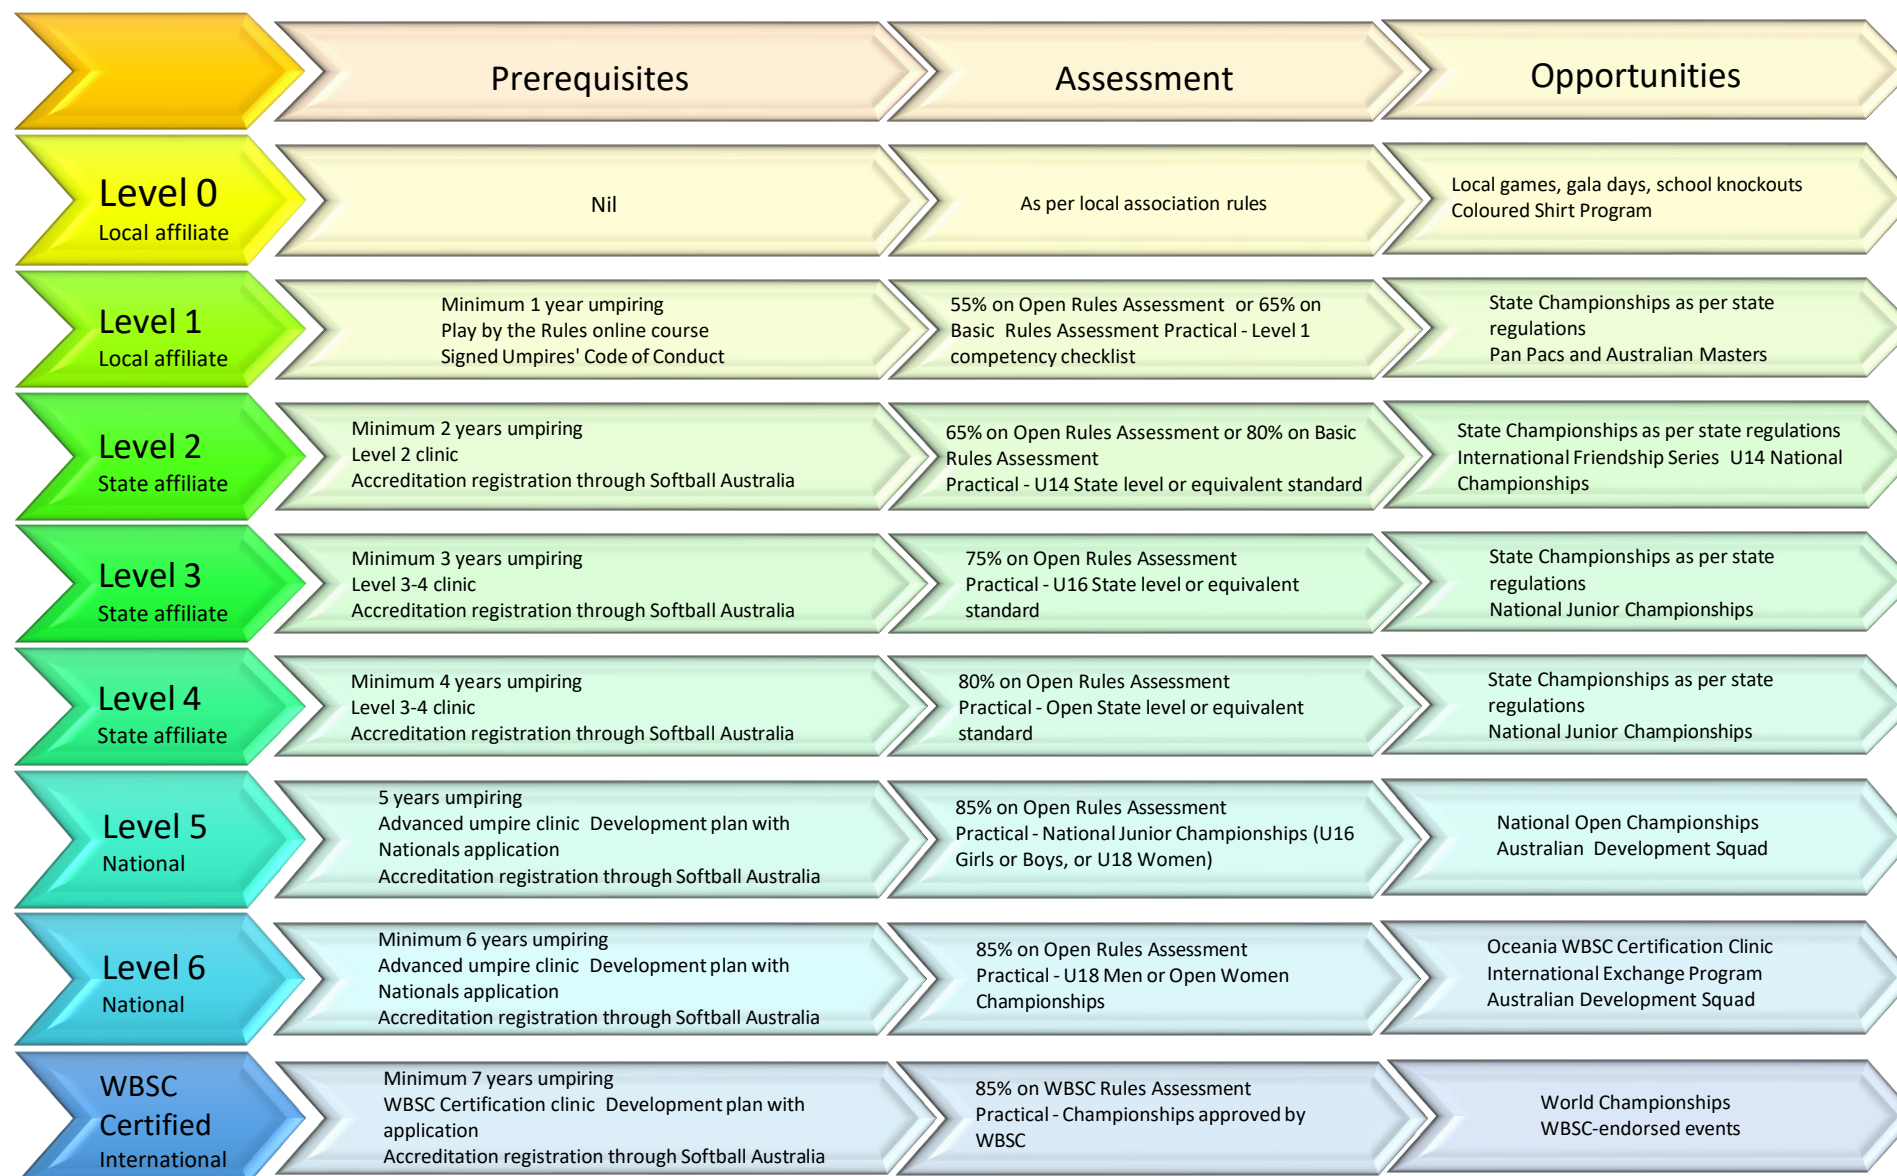 Prerequisites
Assessment
Opportunities
Level 0
Local affiliate
Nil
As per local association rules
Local games, gala days, school knockouts
Coloured Shirt Program
Level 1
Local affiliate
Minimum 1 year umpiring
Play by the Rules online course
Signed Umpires' Code of Conduct
55% on Open Rules Assessment or 65% on
Basic Rules Assessment Practical - Level 1
competency checklist
State Championships as per state
regulations
Pan Pacs and Australian Masters
Level 2
State affiliate
Minimum 2 years umpiring
Level 2 clinic
Accreditation registration through Softball Australia
65% on Open Rules Assessment or 80% on Basic
Rules Assessment
Practical - U14 State level or equivalent standard
State Championships as per state regulations
International Friendship Series U14 National
Championships
Level 3
State affiliate
Minimum 3 years umpiring
Level 3-4 clinic
Accreditation registration through Softball Australia
75% on Open Rules Assessment
Practical - U16 State level or equivalent
standard
State Championships as per state
regulations
National Junior Championships
Level 4
State affiliate
Minimum 4 years umpiring
Level 3-4 clinic
Accreditation registration through Softball Australia
80% on Open Rules Assessment
Practical - Open State level or equivalent
standard
State Championships as per state
regulations
National Junior Championships
Level 5
National
5 years umpiring
Advanced umpire clinic Development plan with
Nationals application
Accreditation registration through Softball Australia
85% on Open Rules Assessment
Practical - National Junior Championships (U16
Girls or Boys, or U18 Women)
National Open Championships
Australian Development Squad
Level 6
National
Minimum 6 years umpiring
Advanced umpire clinic Development plan with
Nationals application
Accreditation registration through Softball Australia
85% on Open Rules Assessment
Practical - U18 Men or Open Women
Championships
Oceania WBSC Certification Clinic
International Exchange Program
Australian Development Squad
WBSC
Certified
International
Minimum 7 years umpiring
WBSC Certification clinic Development plan with
application
Accreditation registration through Softball Australia
85% on WBSC Rules Assessment
Practical - Championships approved by
WBSC
World Championships
WBSC-endorsed events